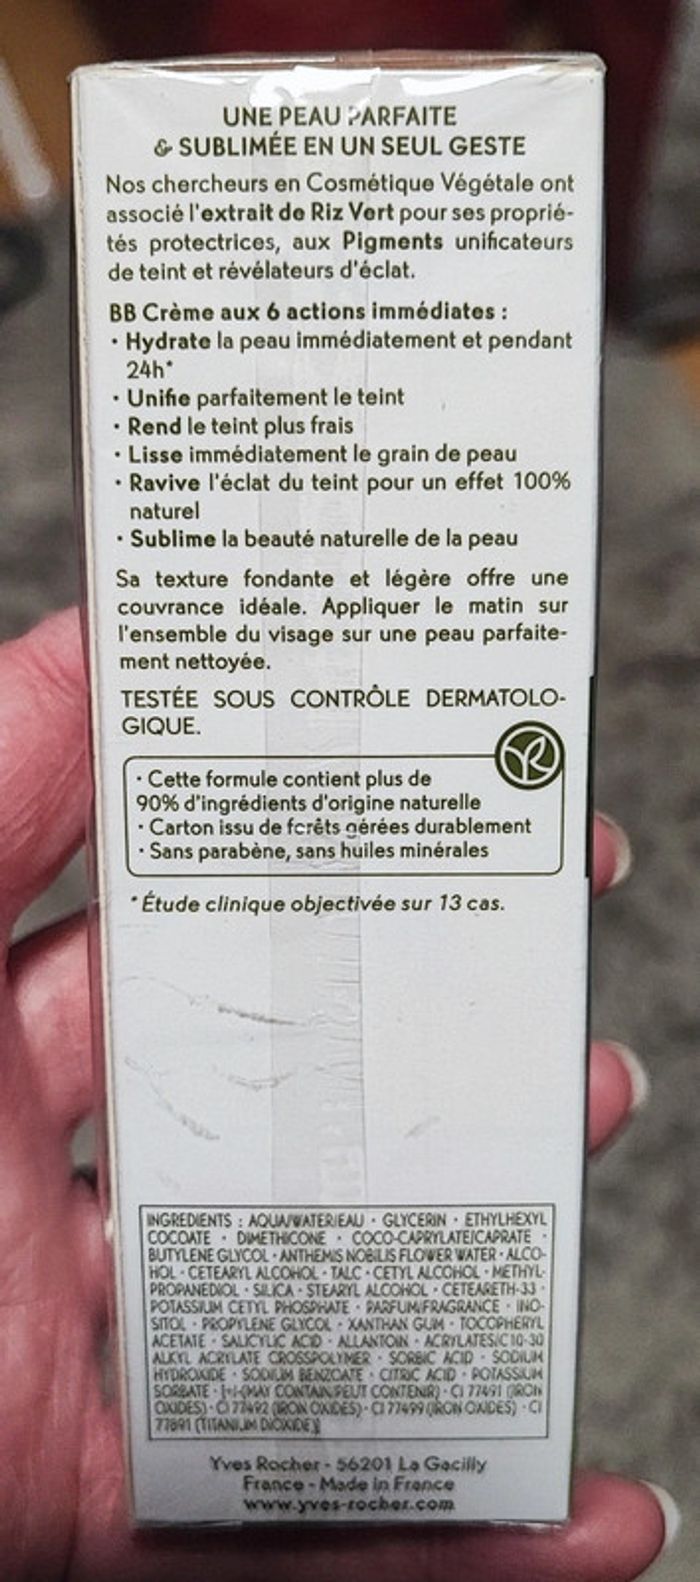 UNE PEAU PARFAITE
& SUBLIMÉE EN UN SEUL GESTE
Nos chercheurs en Cosmétique Végétale ont
associé l'extrait de Riz Vert pour ses proprié-
tés protectrices, aux Pigments unificateurs
de teint et révélateurs d'éclat.
BB Crème aux 6 actions immédiates :
· Hydrate la peau immédiatement et pendant
24h*
· Unifie parfaitement le teint
· Rend le teint plus frais
· Lisse immédiatement le grain de peau
· Ravive l'éclat du teint pour un effet 100%
naturel
· Sublime la beauté naturelle de la peau
Sa texture fondante et légère offre une
couvrance idéale. Appliquer le matin sur
l'ensemble du visage sur une peau parfaite-
ment nettoyée.
TESTÉE SOUS CONTRÔLE DERMATOLO-
GIQUE.
· Cette formule contient plus de
90% d'ingrédients d'origine naturelle
· Carton issu de forêts gérées durablement
· Sans parabène, sans huiles minérales
* Étude clinique objectivée sur 13 cas.
INGREDIENTS : AQUA/WATER/EAU · GLYCERIN · ETHYLHEXYL
COCOATE · DIMETHICONE · COCO-CAPRYLATE/CAPRATE ·
BUTYLENE GLYCOL · ANTHEMIS NOBILIS FLOWER WATER · ALCO-
HOL · CETEARYL ALCOHOL · TALC · CETYL ALCOHOL · METHYL-
PROPANEDIOL · SILICA · STEARYL ALCOHOL · CETEARETH-33 ·
POTASSIUM CETYL PHOSPHATE · PARFUM/FRAGRANCE · INO-
SITOL · PROPYLENE GLYCOL · XANTHAN GUM · TOCOPHERYL
ACETATE · SALICYLIC ACID · ALLANTOIN · ACRYLATES/C10-30
ALKYL ACRYLATE CROSSPOLYMER · SORBIC ACID · SODIUM
HYDROXIDE · SODIUM BENZOATE · CITRIC ACID · POTASSIUM
SORBATE · [+/-(MAY CONTAIN/PEUT CONTENIR) · CI 77491 (IRON
OXIDES) · CI 77492 (IRON OXIDES) · CI 77499 (IRON OXIDES) · CI
77891 (TITANIUM DIOXIDE)]
Yves Rocher - 56201 La Gacilly
France - Made in France
www.yves-rocher.com